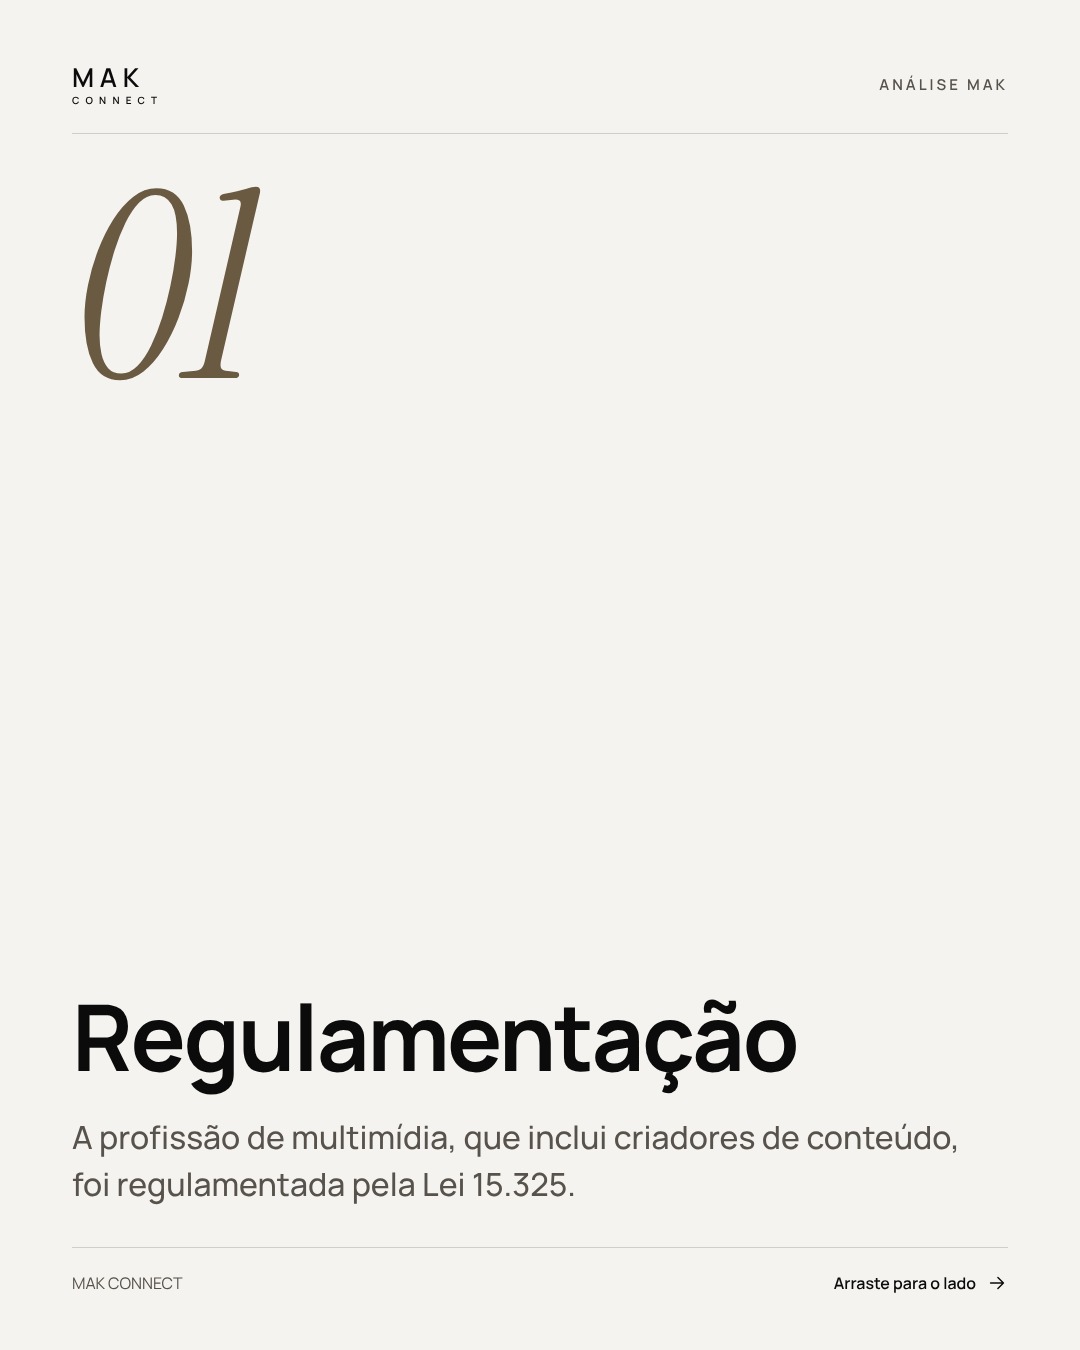 MAK
CONNECT
ANÁLISE MAK
01
Regulamentação
A profissão de multimídia, que inclui criadores de conteúdo,
foi regulamentada pela Lei 15.325.
MAK CONNECT
Arraste para o lado →